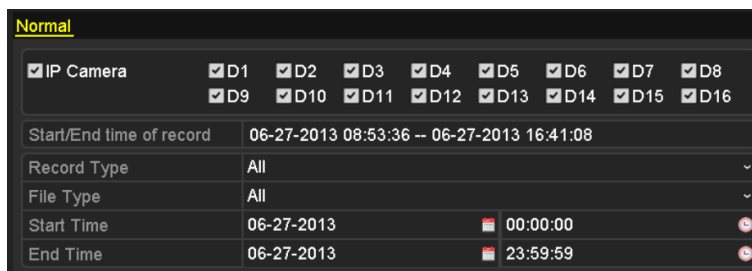 Normal
IP Camera D1 D2 D3 D4 D5 D6 D7 D8
D9 D10 D11 D12 D13 D14 D15 D16
Start/End time of record 06-27-2013 08:53:36 -- 06-27-2013 16:41:08
Record Type All
File Type All
Start Time 06-27-2013 00:00:00
End Time 06-27-2013 23:59:59